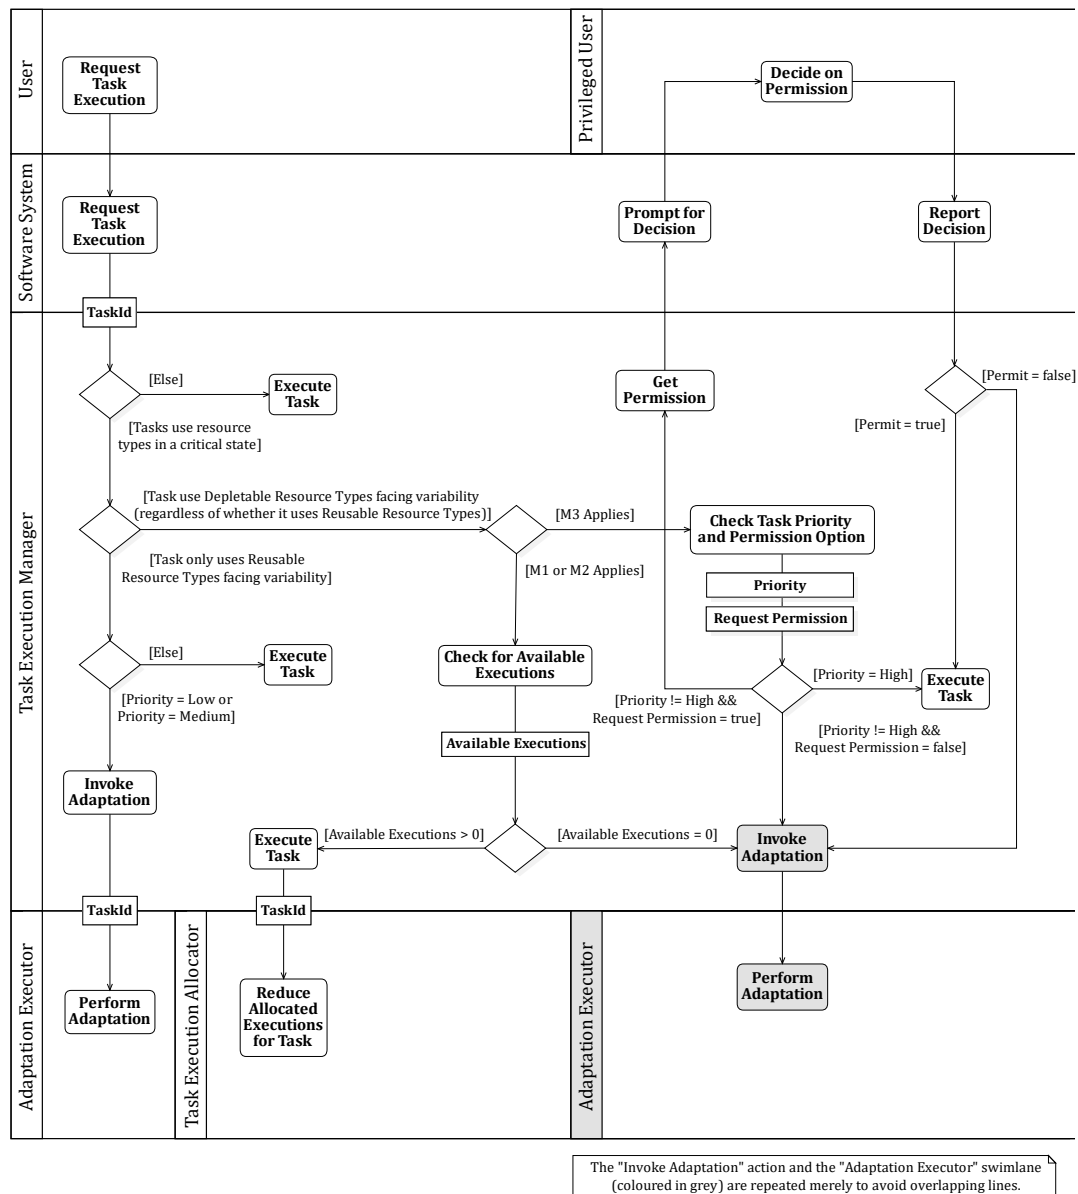 User
Request
Task
Execution
Privileged User
Decide on
Permission
Software System
Request
Task
Execution
Prompt for
Decision
Report
Decision
TaskId
Task Execution Manager
[Else]
Execute
Task
[Tasks use resource
types in a critical state]
Get
Permission
[Permit = false]
[Permit = true]
[Task use Depletable Resource Types facing variability
(regardless of whether it uses Reusable Resource Types)]
[M3 Applies]
Check Task Priority
and Permission Option
[Task only uses Reusable
Resource Types facing variability]
[M1 or M2 Applies]
Priority
Request Permission
[Else]
Execute
Task
Check for Available
Executions
[Priority = High]
Execute
Task
[Priority = Low or
Priority = Medium]
[Priority != High &&
Request Permission = true]
[Priority != High &&
Request Permission = false]
Available Executions
Invoke
Adaptation
Execute
Task
[Available Executions > 0]
[Available Executions = 0]
Invoke
Adaptation
TaskId
TaskId
Adaptation Executor
Perform
Adaptation
Task Execution Allocator
Reduce
Allocated
Executions
for Task
Adaptation Executor
Perform
Adaptation
The "Invoke Adaptation" action and the "Adaptation Executor" swimlane
(coloured in grey) are repeated merely to avoid overlapping lines.